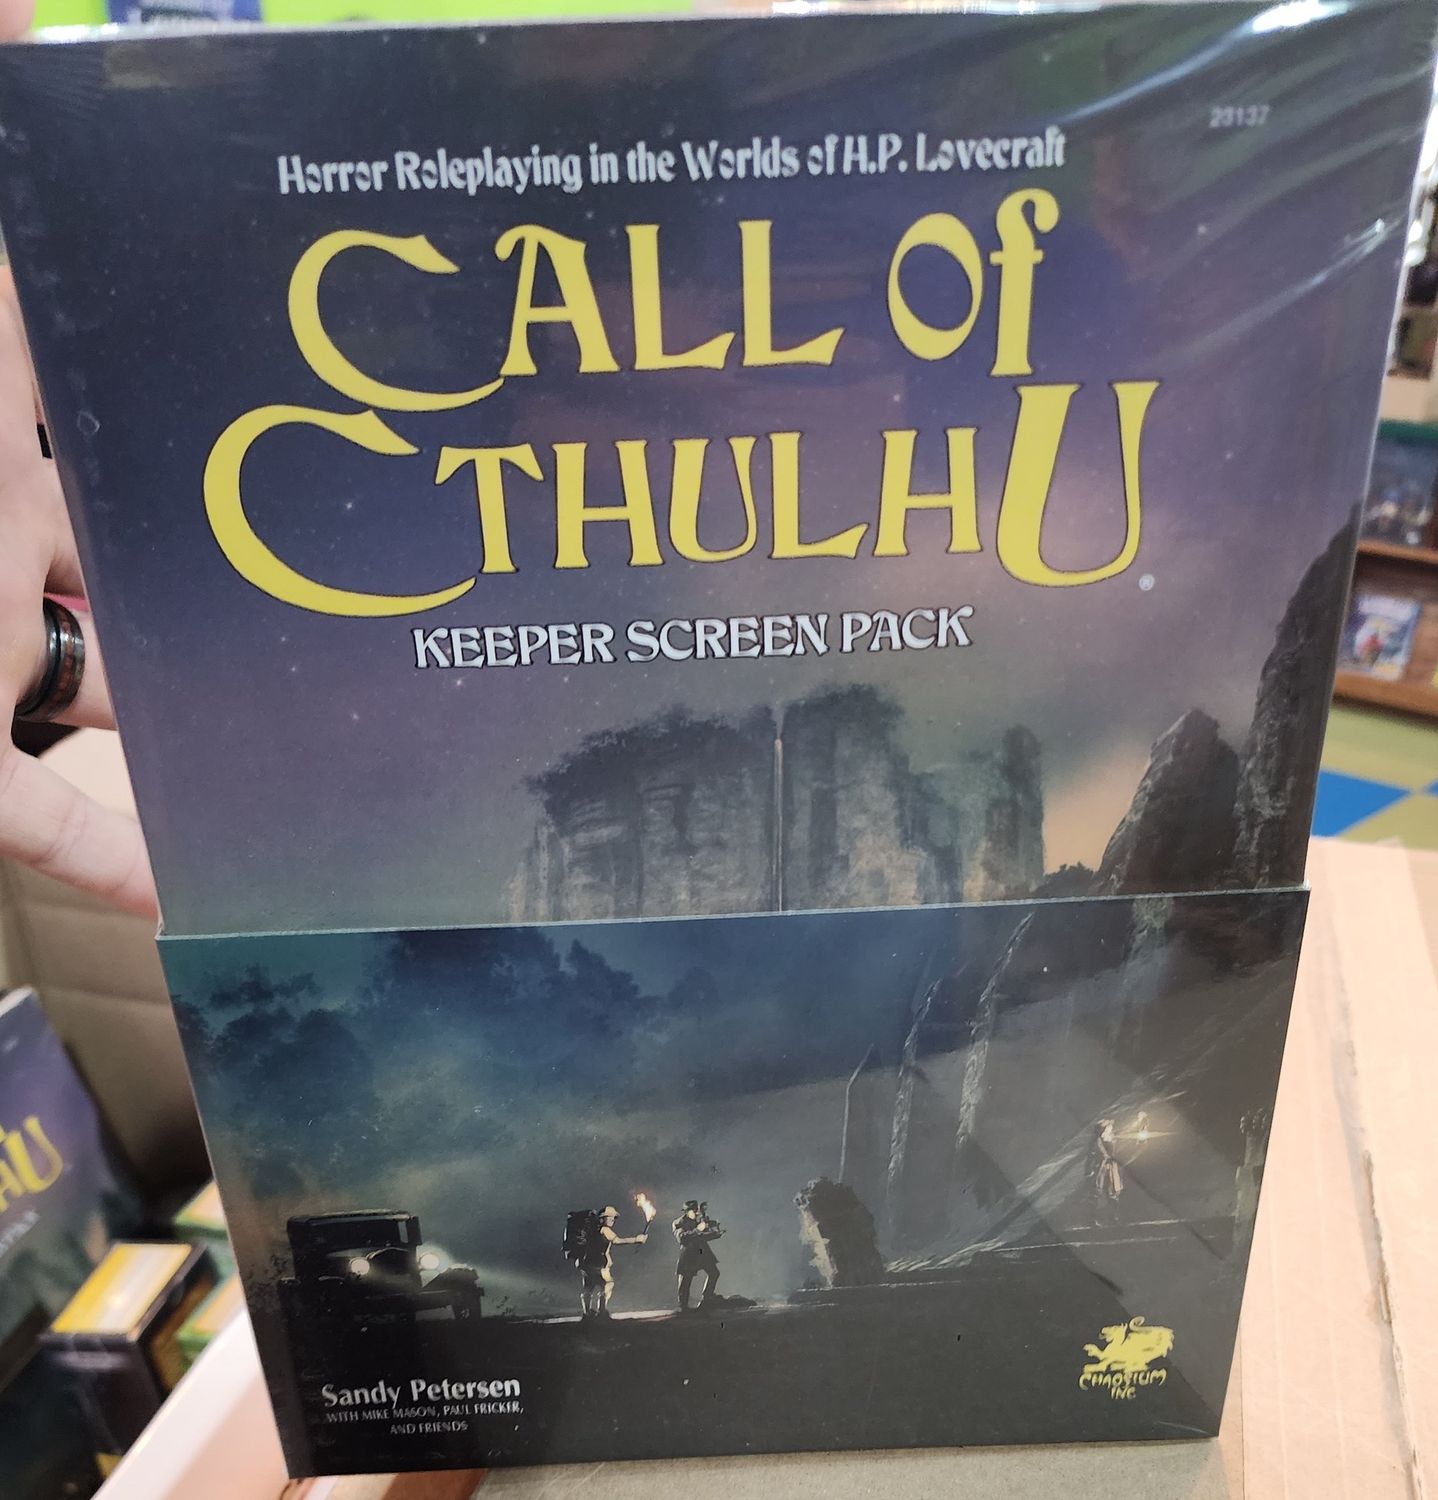 23137
Horror Roleplaying in the Worlds of H.P. Lovecraft
CALL of
CTHULHU®
KEEPER SCREEN PACK
Sandy Petersen
WITH MIKE MASON, PAUL FRICKER,
AND FRIENDS
CHAOSIUM
INC